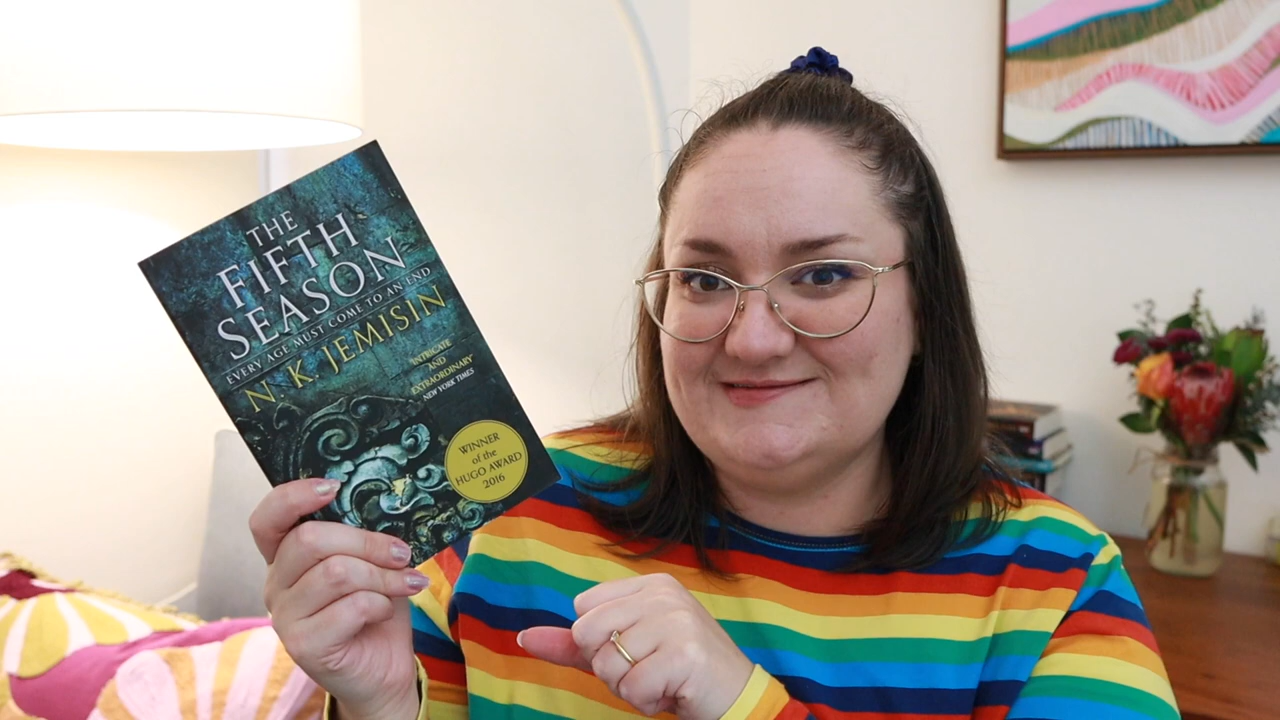 THE
FIFTH
SEASON
EVERY AGE MUST COME TO AN END
N. K. JEMISIN
'INTRICATE
AND
EXTRAORDINARY'
NEW YORK TIMES
WINNER
of the
HUGO AWARD
2016